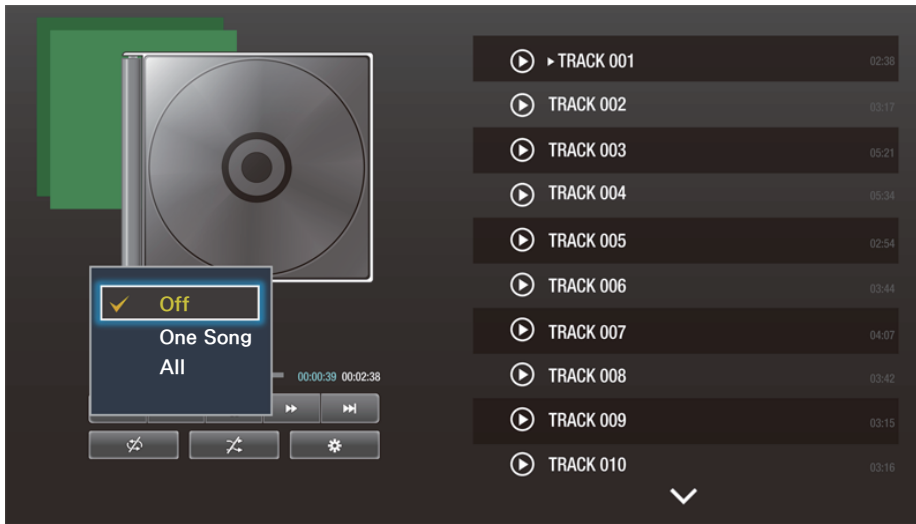 Off
One Song
All
00:00:39 00:02:38
TRACK 001 02:38
TRACK 002 03:17
TRACK 003 05:21
TRACK 004 05:34
TRACK 005 02:54
TRACK 006 03:44
TRACK 007 04:07
TRACK 008 03:42
TRACK 009 03:15
TRACK 010 03:16